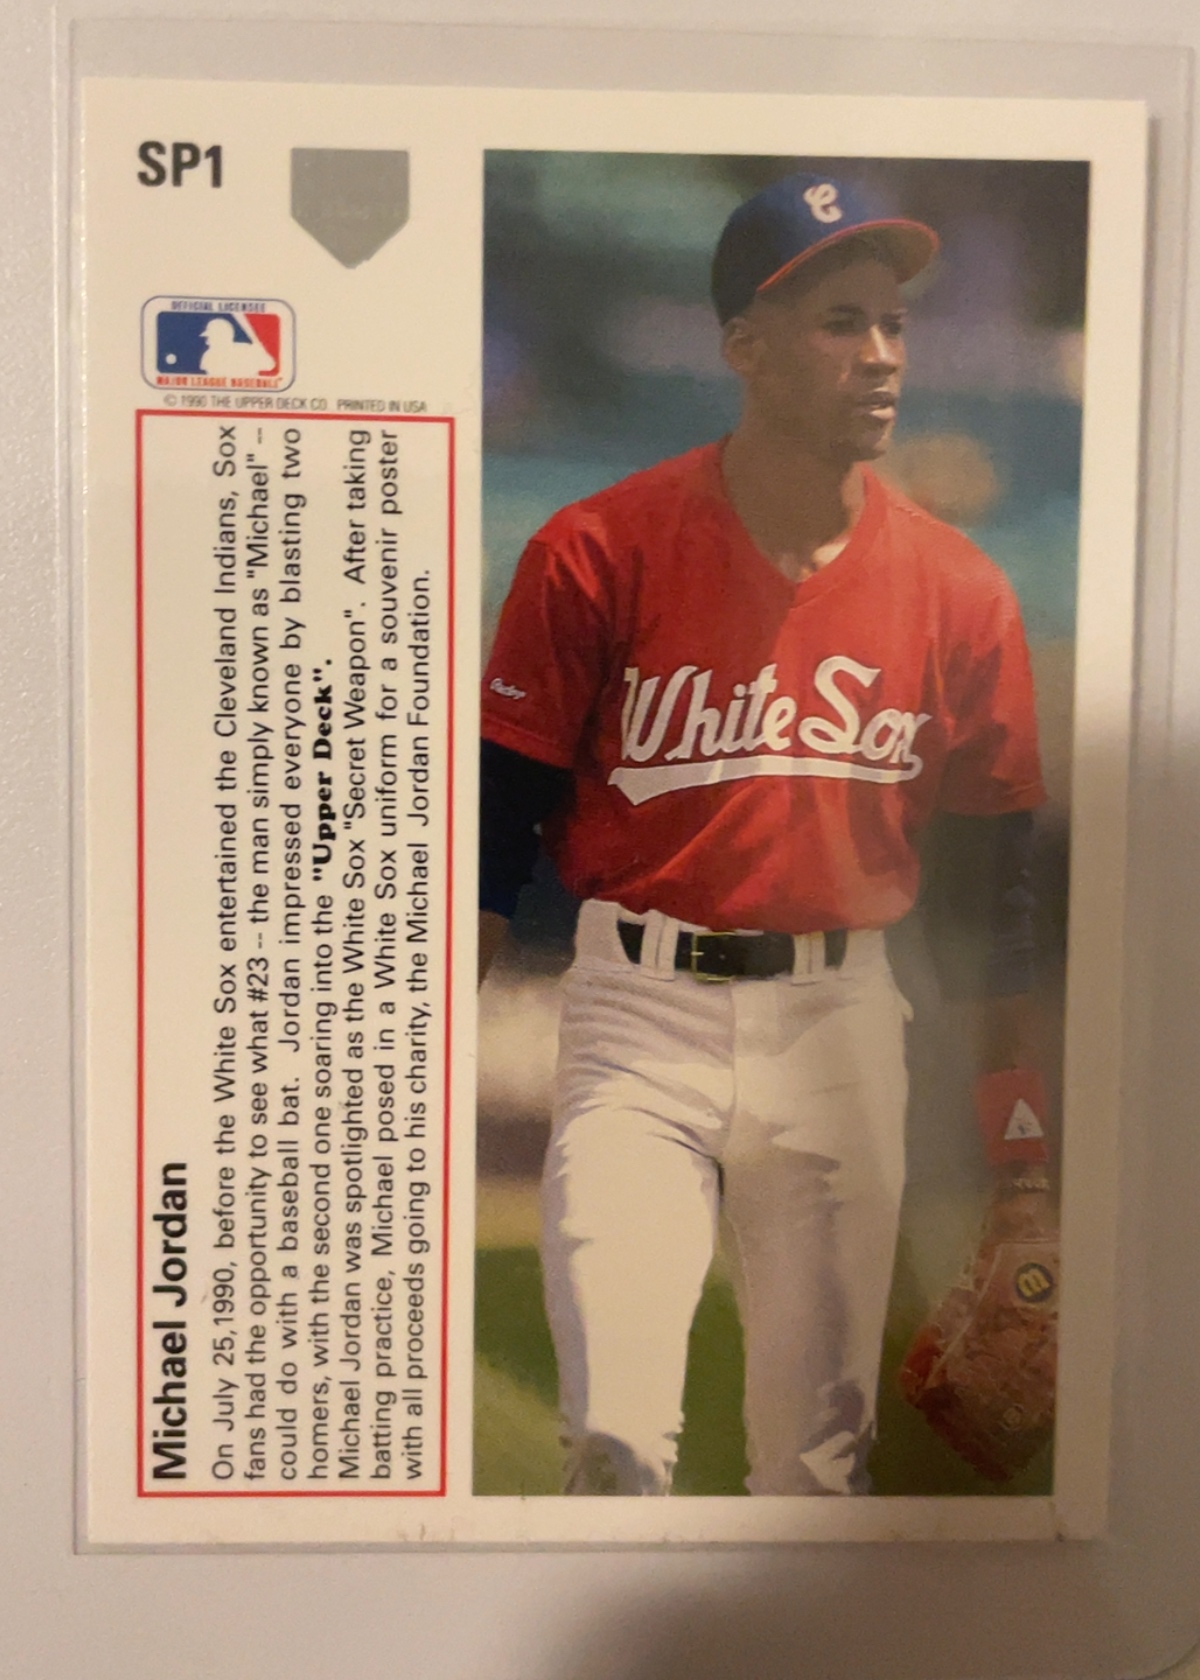 SP1
OFFICIAL LICENSEE
MAJOR LEAGUE BASEBALL
© 1990 THE UPPER DECK CO. PRINTED IN USA
Michael Jordan
On July 25,1990, before the White Sox entertained the Cleveland Indians, Sox
fans had the opportunity to see what #23 -- the man simply known as "Michael" --
could do with a baseball bat. Jordan impressed everyone by blasting two
homers, with the second one soaring into the "Upper Deck".
Michael Jordan was spotlighted as the White Sox "Secret Weapon". After taking
batting practice, Michael posed in a White Sox uniform for a souvenir poster
with all proceeds going to his charity, the Michael Jordan Foundation.
C
White Sox